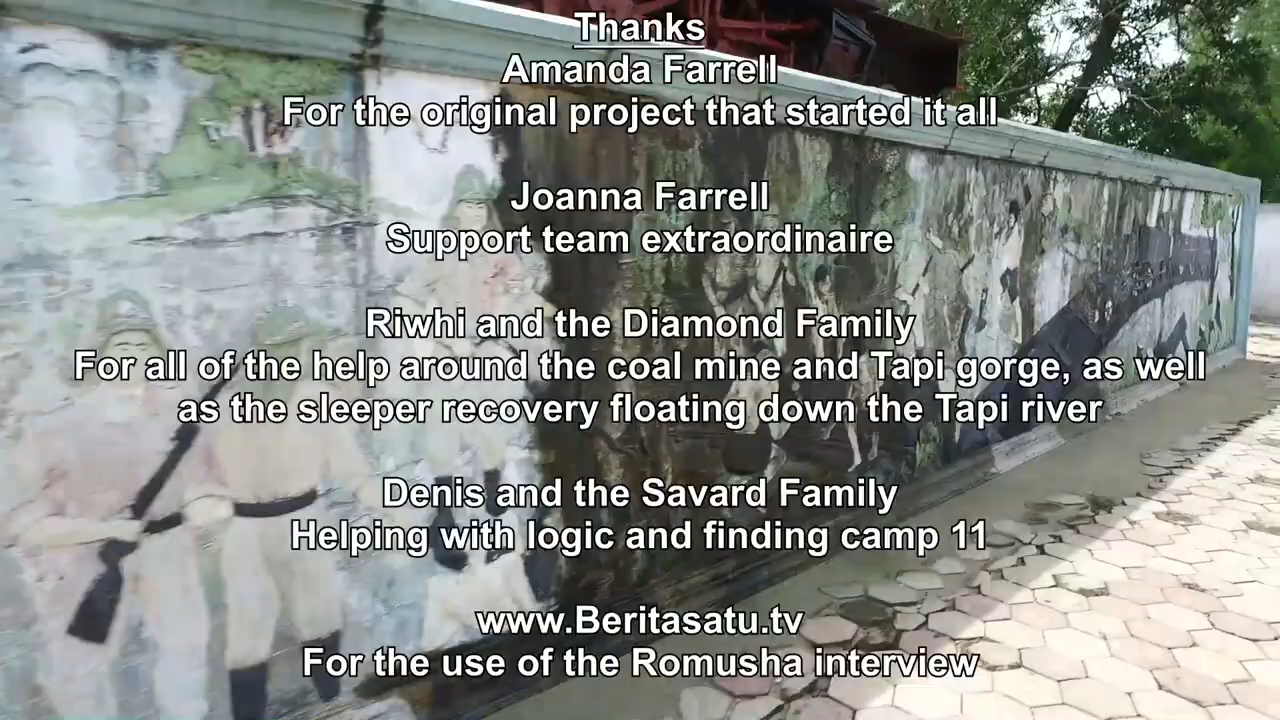 Thanks
Amanda Farrell
For the original project that started it all
Joanna Farrell
Support team extraordinaire
Riwhi and the Diamond Family
For all of the help around the coal mine and Tapi gorge, as well
as the sleeper recovery floating down the Tapi river
Denis and the Savard Family
Helping with logic and finding camp 11
www.Beritasatu.tv
For the use of the Romusha interview